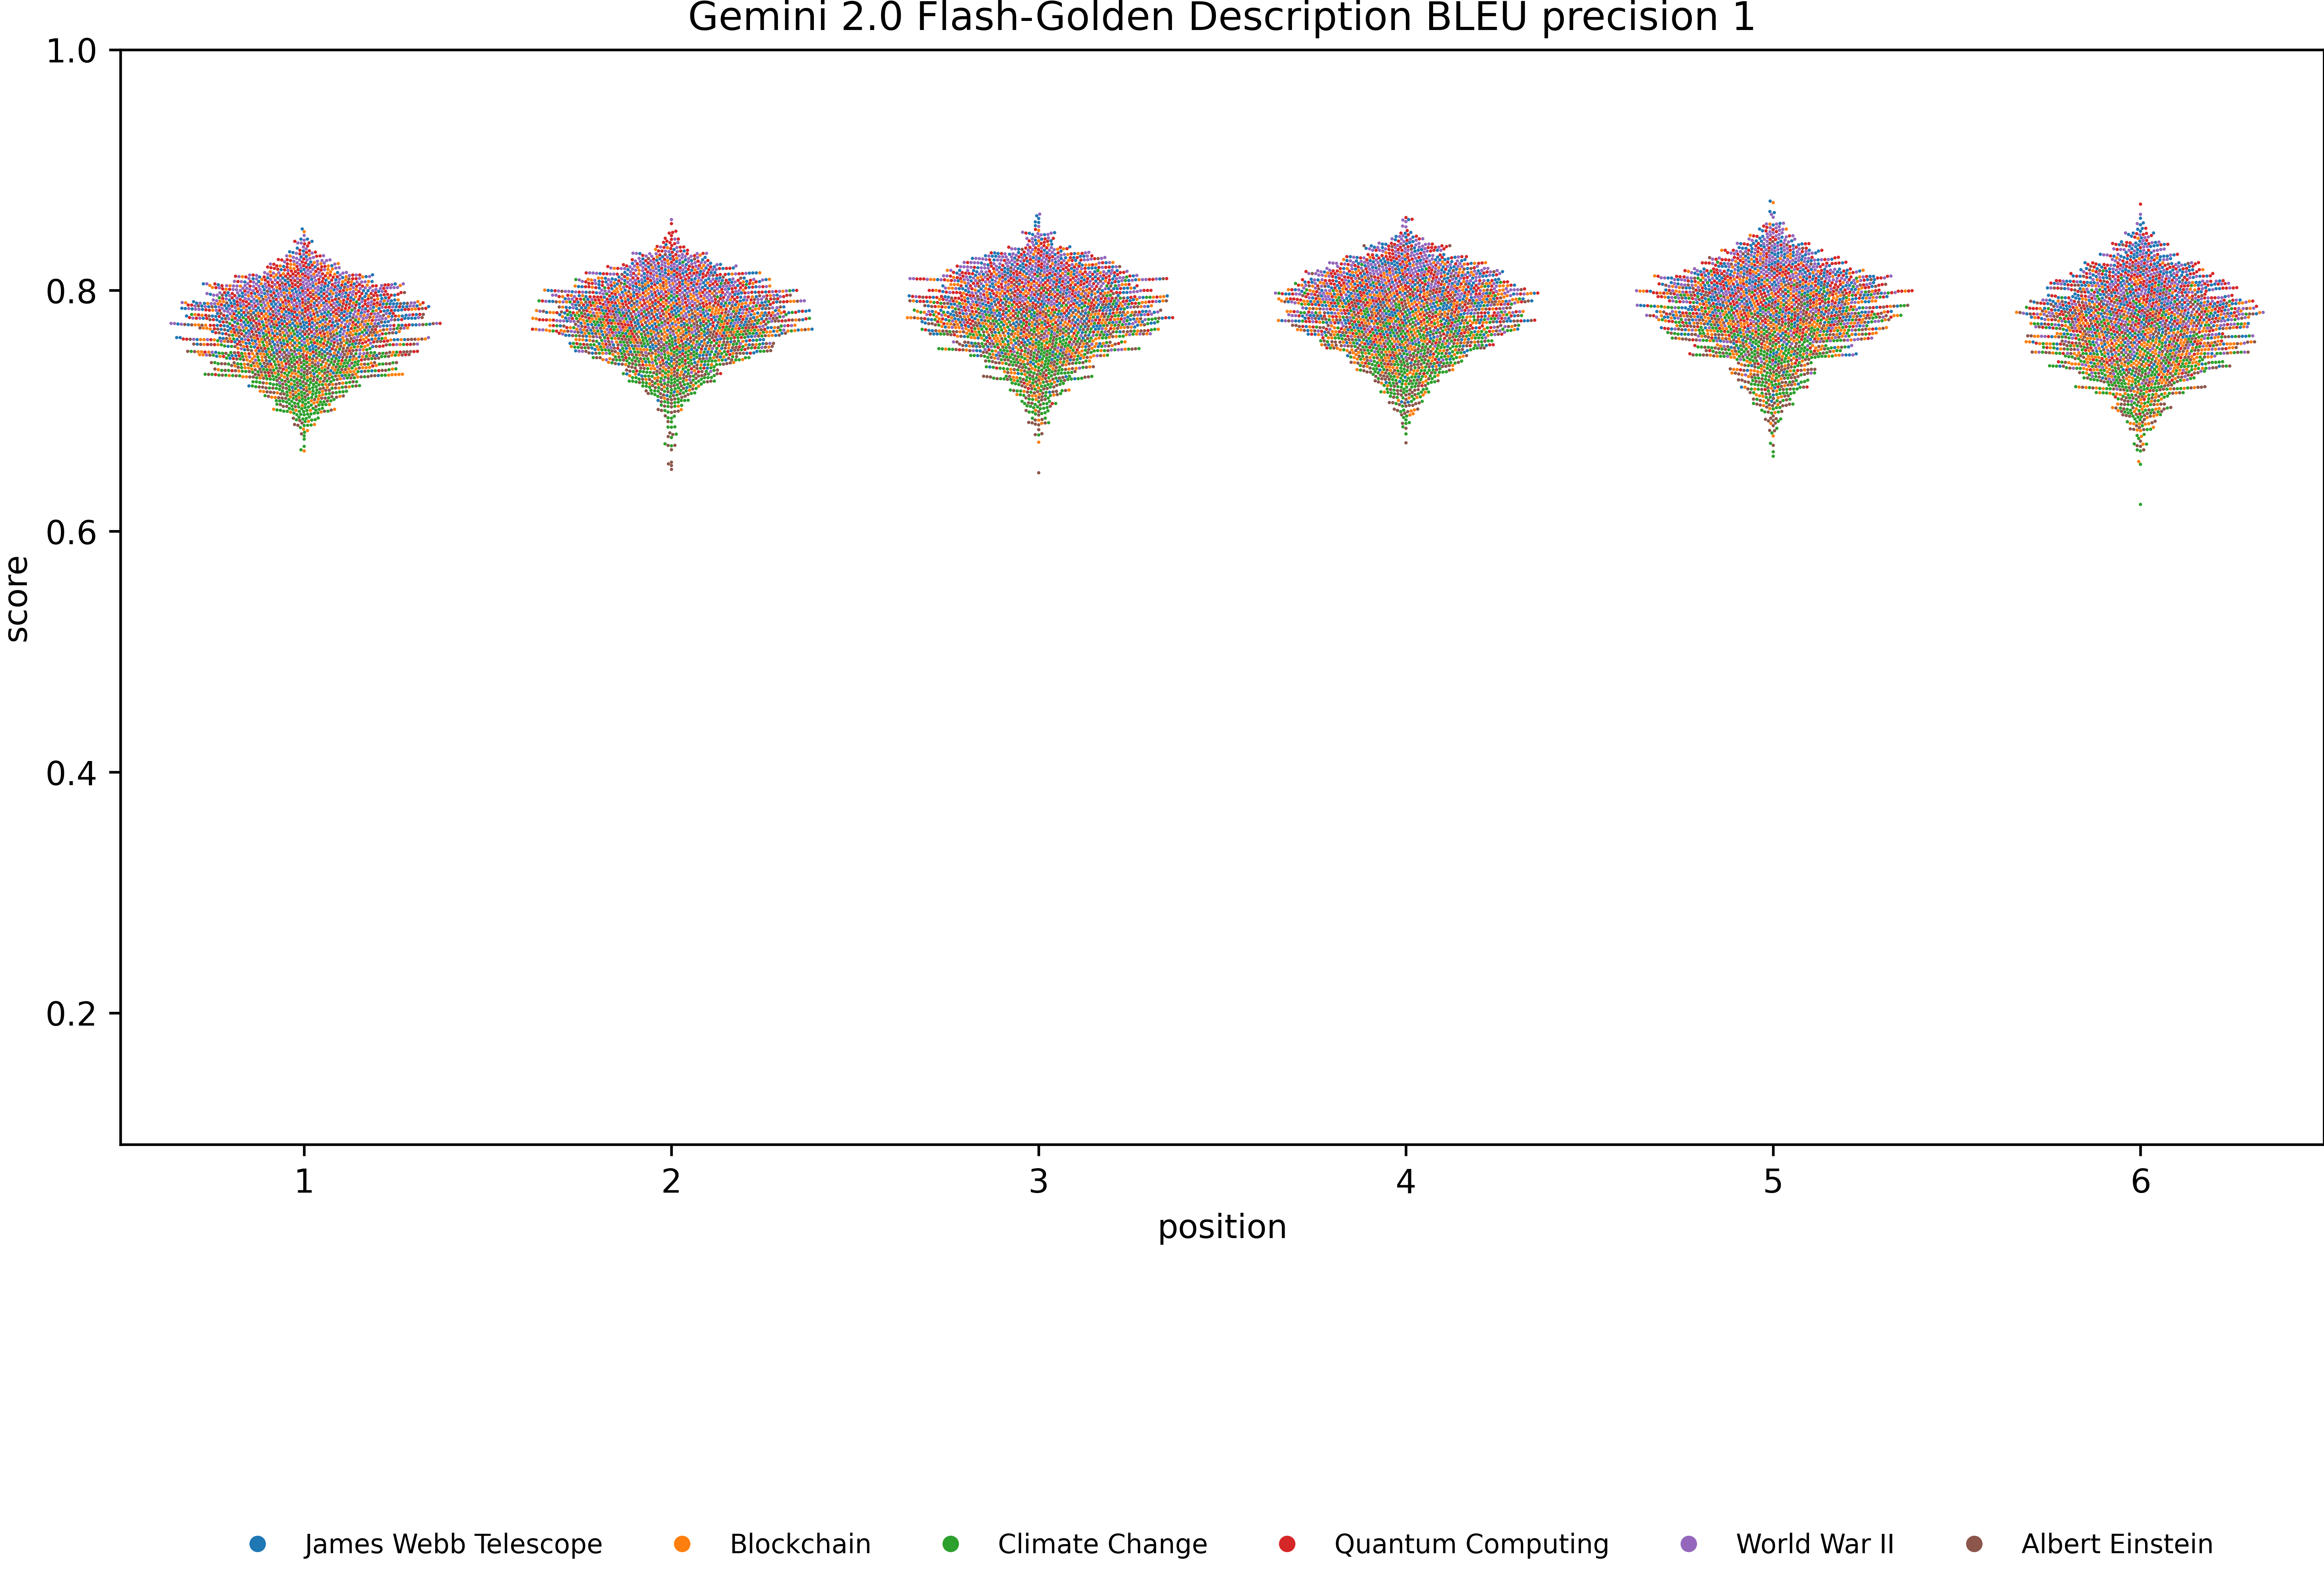 Gemini 2.0 Flash-Golden Description BLEU precision 1
1.0
0.8
0.6
0.4
0.2
score
1 2 3 4 5 6
position
James Webb Telescope Blockchain Climate Change Quantum Computing World War II Albert Einstein